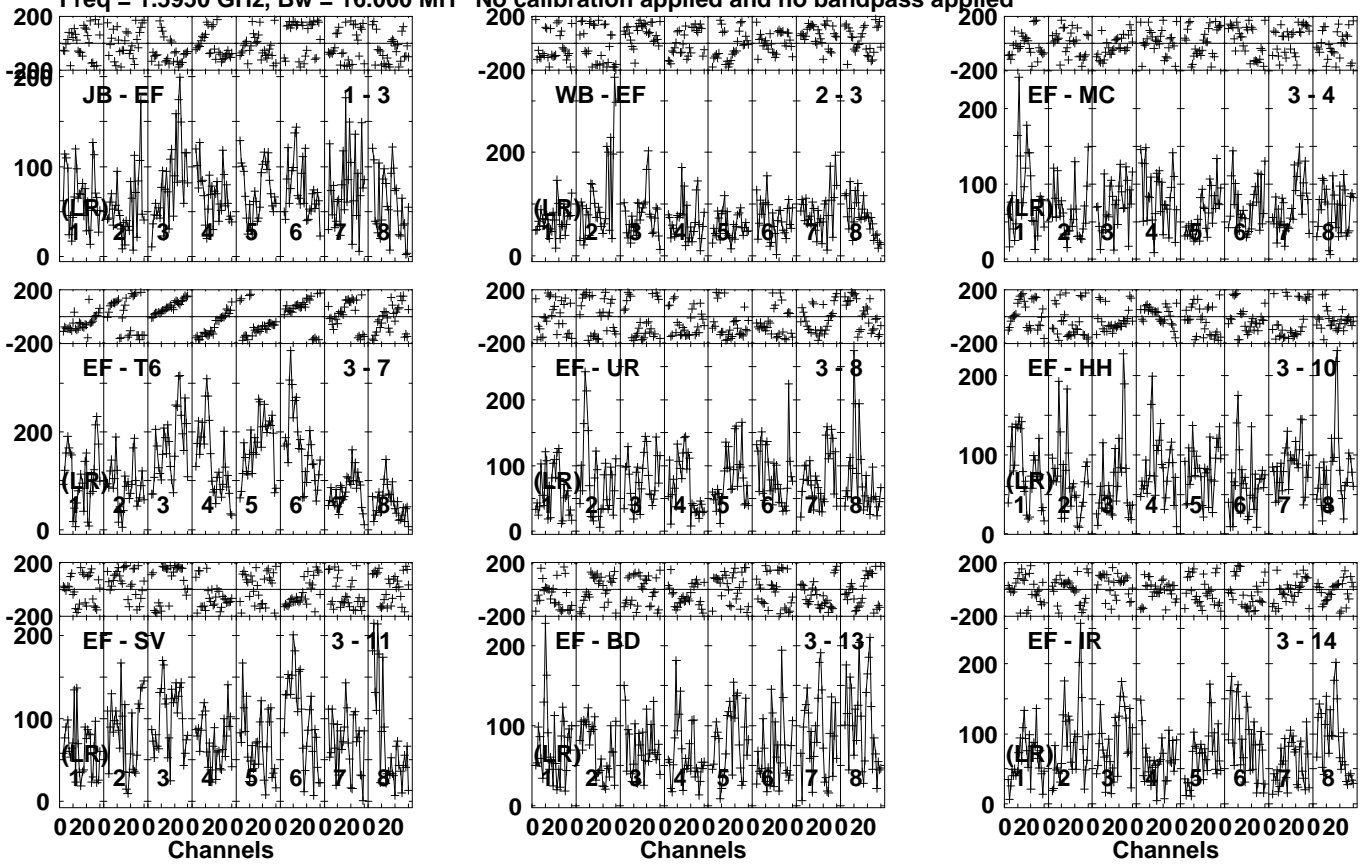 Freq = 1.5950 GHz, Bw = 16.000 MH No calibration applied and no bandpass applied
200
-200
200
JB - EF 1 - 3
100
(LR)
1 2 3 4 5 6 7 8
0
200
-200
WB - EF 2 - 3
200
(LR)
1 2 3 4 5 6 7 8
0
200
-200
EF - MC 3 - 4
200
100
(LR)
1 2 3 4 5 6 7 8
0
200
-200
EF - T6 3 - 7
200
(LR)
1 2 3 4 5 6 7 8
0
200
-200
EF - UR 3 - 8
200
100
(LR)
1 2 3 4 5 6 7 8
0
200
-200
EF - HH 3 - 10
200
100
(LR)
1 2 3 4 5 6 7 8
0
200
-200
200
EF - SV 3 - 11
100
(LR)
1 2 3 4 5 6 7 8
0
200
-200
EF - BD 3 - 13
200
100
(LR)
1 2 3 4 5 6 7 8
0
200
-200
EF - IR 3 - 14
200
100
(LR)
1 2 3 4 5 6 7 8
0
0 20 0 20 0 20 0 20 0 20 0 20 0 20 0 20
Channels
0 20 0 20 0 20 0 20 0 20 0 20 0 20 0 20
Channels
0 20 0 20 0 20 0 20 0 20 0 20 0 20 0 20
Channels